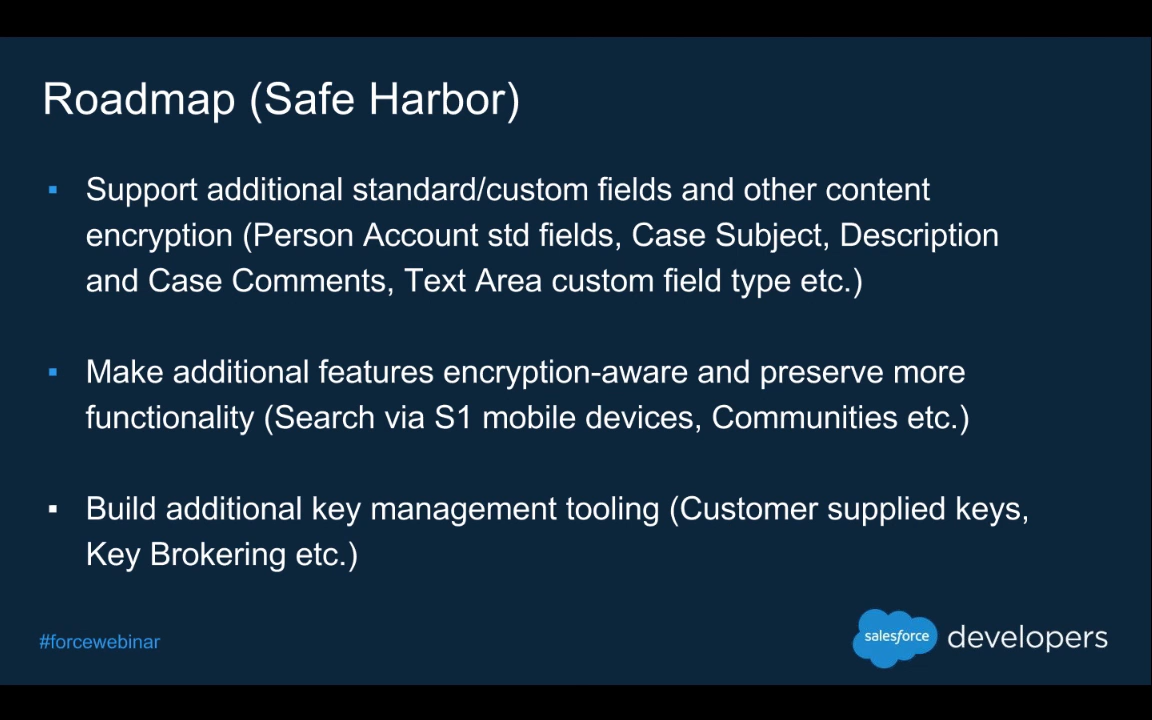 Roadmap (Safe Harbor)
▪ Support additional standard/custom fields and other content
encryption (Person Account std fields, Case Subject, Description
and Case Comments, Text Area custom field type etc.)
▪ Make additional features encryption-aware and preserve more
functionality (Search via S1 mobile devices, Communities etc.)
▪ Build additional key management tooling (Customer supplied keys,
Key Brokering etc.)
#forcewebinar
salesforce developers